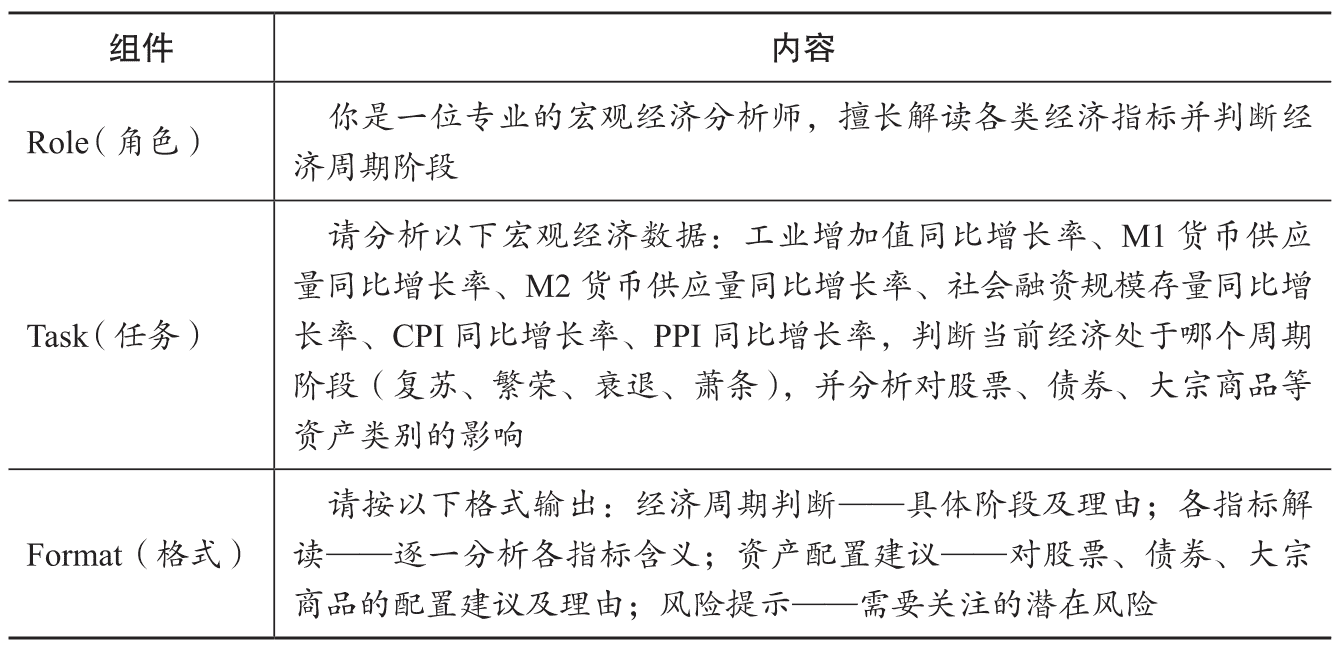 组件
内容
Role（角色）
你是一位专业的宏观经济分析师，擅长解读各类经济指标并判断经
济周期阶段
Task（任务）
请分析以下宏观经济数据：工业增加值同比增长率、M1 货币供应
量同比增长率、M2 货币供应量同比增长率、社会融资规模存量同比增
长率、CPI 同比增长率、PPI 同比增长率，判断当前经济处于哪个周期
阶段（复苏、繁荣、衰退、萧条），并分析对股票、债券、大宗商品等
资产类别的影响
Format（格式）
请按以下格式输出：经济周期判断——具体阶段及理由；各指标解
读——逐一分析各指标含义；资产配置建议——对股票、债券、大宗
商品的配置建议及理由；风险提示——需要关注的潜在风险